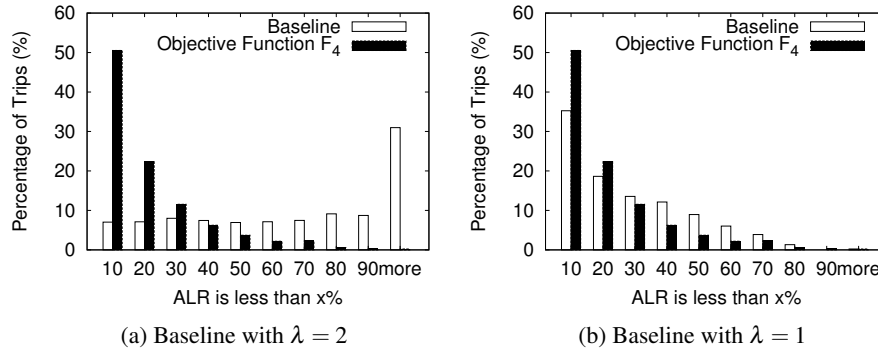 60
50
40
30
20
10
0
Percentage of Trips (%)
Baseline
Objective Function F4
10 20 30 40 50 60 70 80 90more
ALR is less than x%
(a) Baseline with λ = 2
60
50
40
30
20
10
0
Percentage of Trips (%)
Baseline
Objective Function F4
10 20 30 40 50 60 70 80 90more
ALR is less than x%
(b) Baseline with λ = 1